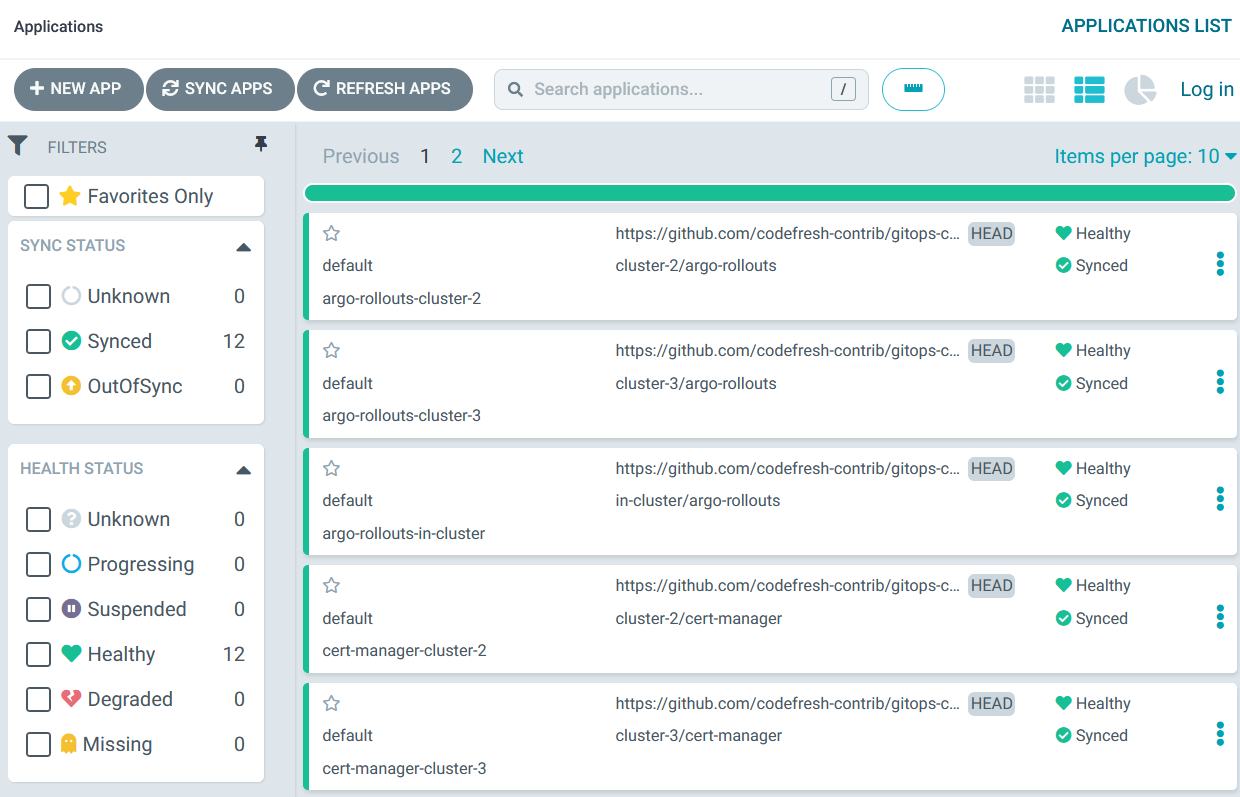 Applications
APPLICATIONS LIST
NEW APP
SYNC APPS
REFRESH APPS
Search applications...
/
Log in
FILTERS
Favorites Only
SYNC STATUS
Unknown 0
Synced 12
OutOfSync 0
HEALTH STATUS
Unknown 0
Progressing 0
Suspended 0
Healthy 12
Degraded 0
Missing 0
Previous 1 2 Next
Items per page: 10
https://github.com/codefresh-contrib/gitops-c... HEAD Healthy
default cluster-2/argo-rollouts Synced
argo-rollouts-cluster-2
https://github.com/codefresh-contrib/gitops-c... HEAD Healthy
default cluster-3/argo-rollouts Synced
argo-rollouts-cluster-3
https://github.com/codefresh-contrib/gitops-c... HEAD Healthy
default in-cluster/argo-rollouts Synced
argo-rollouts-in-cluster
https://github.com/codefresh-contrib/gitops-c... HEAD Healthy
default cluster-2/cert-manager Synced
cert-manager-cluster-2
https://github.com/codefresh-contrib/gitops-c... HEAD Healthy
default cluster-3/cert-manager Synced
cert-manager-cluster-3